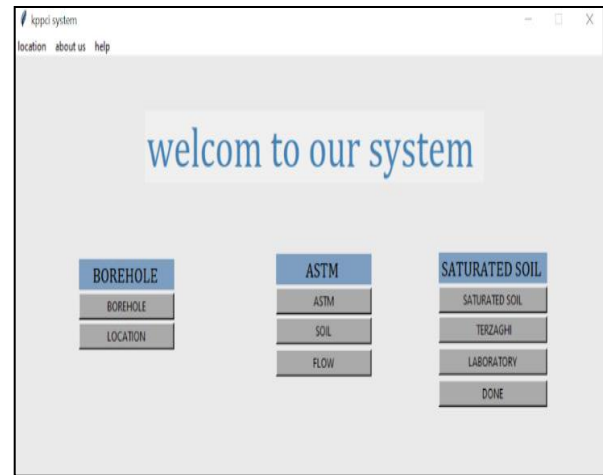 kppci system
location about us help
welcom to our system
BOREHOLE
BOREHOLE
LOCATION
ASTM
ASTM
SOIL
FLOW
SATURATED SOIL
SATURATED SOIL
TERZAGHI
LABORATORY
DONE